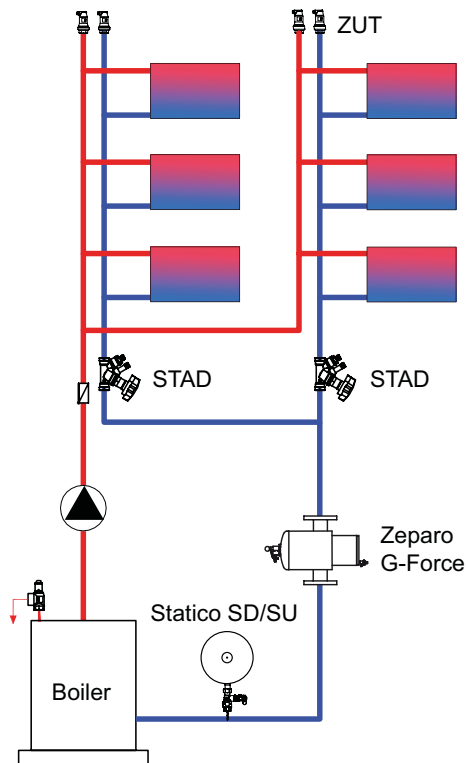 ZUT
STAD
STAD
Zeparo
G-Force
Statico SD/SU
Boiler